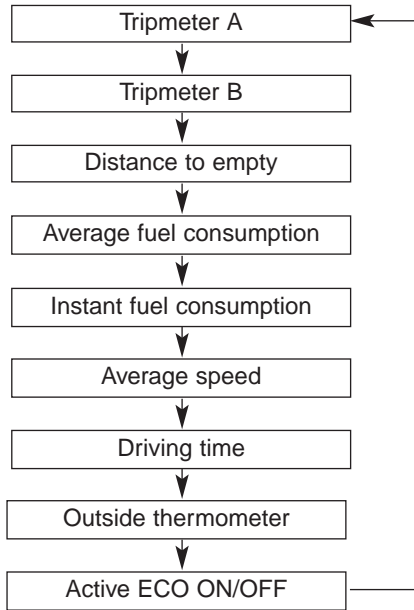 Tripmeter A
Tripmeter B
Distance to empty
Average fuel consumption
Instant fuel consumption
Average speed
Driving time
Outside thermometer
Active ECO ON/OFF